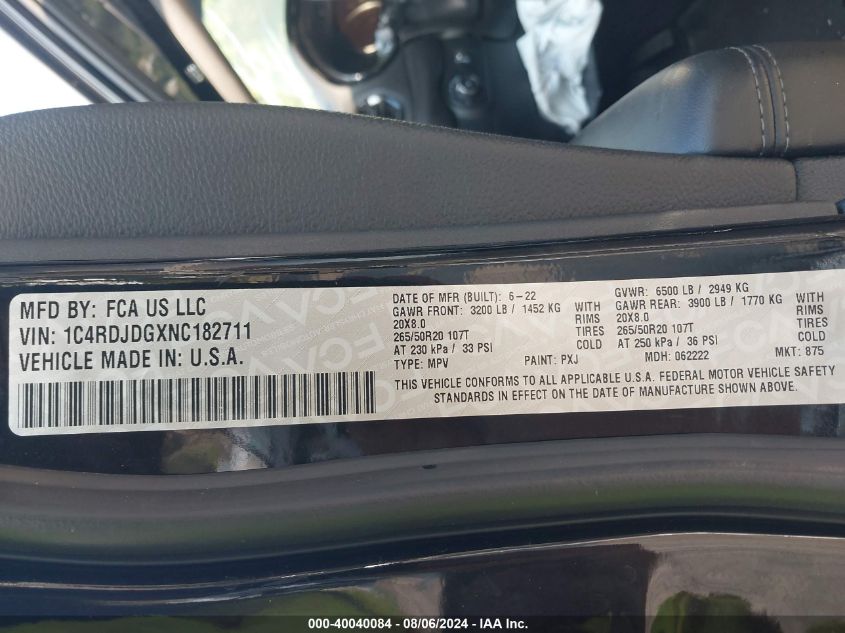 MFD BY: FCA US LLC
VIN: 1C4RDJDGXNC182711
VEHICLE MADE IN: U.S.A.
DATE OF MFR (BUILT): 6-22
GAWR FRONT: 3200 LB / 1452 KG WITH
20X8.0 RIMS
265/50R20 107T
AT 230 kPa / 33 PSI COLD
TYPE: MPV PAINT: PXJ
GVWR: 6500 LB / 2949 KG
GAWR REAR: 3900 LB / 1770 KG WITH
20X8.0 RIMS
265/50R20 107T
AT 250 kPa / 36 PSI COLD
MDH: 062222 MKT: 875
THIS VEHICLE CONFORMS TO ALL APPLICABLE U.S.A. FEDERAL MOTOR VEHICLE SAFETY
STANDARDS IN EFFECT ON THE DATE OF MANUFACTURE SHOWN ABOVE.
000-40040084 - 08/06/2024 - IAA Inc.